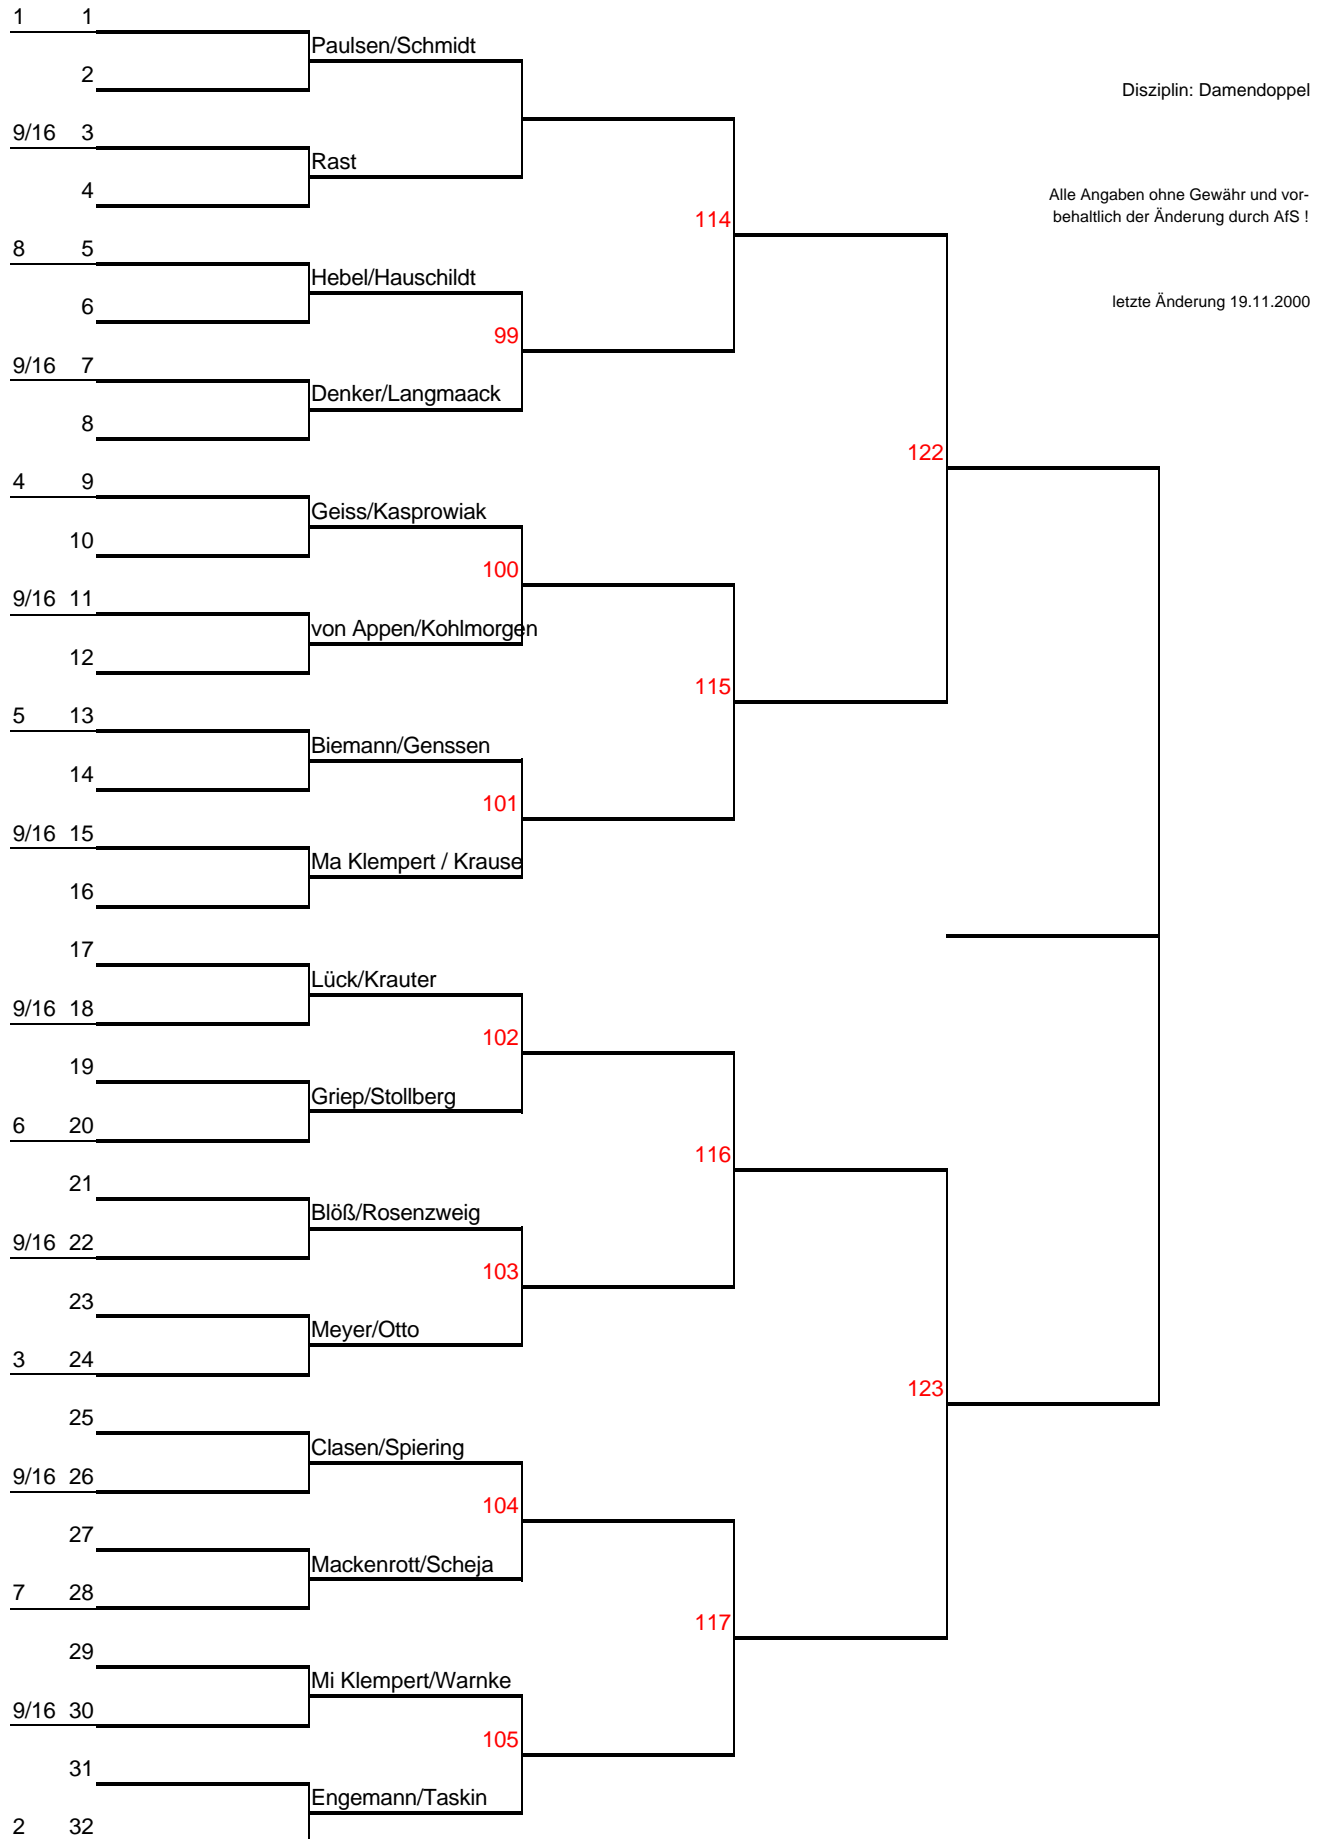 1 1
Paulsen/Schmidt
2
Disziplin: Damendoppel
9/16 3
Rast
4
Alle Angaben ohne Gewähr und vor-
behaltlich der Änderung durch AfS !
114
8 5
Hebel/Hauschildt
6
letzte Änderung 19.11.2000
99
9/16 7
Denker/Langmaack
8
122
4 9
Geiss/Kasprowiak
10
100
9/16 11
von Appen/Kohlmorgen
12
115
5 13
Biemann/Genssen
14
101
9/16 15
Ma Klempert / Krause
16
17
Lück/Krauter
9/16 18
102
19
Griep/Stollberg
6 20
116
21
Blöß/Rosenzweig
9/16 22
103
23
Meyer/Otto
3 24
123
25
Clasen/Spiering
9/16 26
104
27
Mackenrott/Scheja
7 28
117
29
Mi Klempert/Warnke
9/16 30
105
31
Engemann/Taskin
2 32